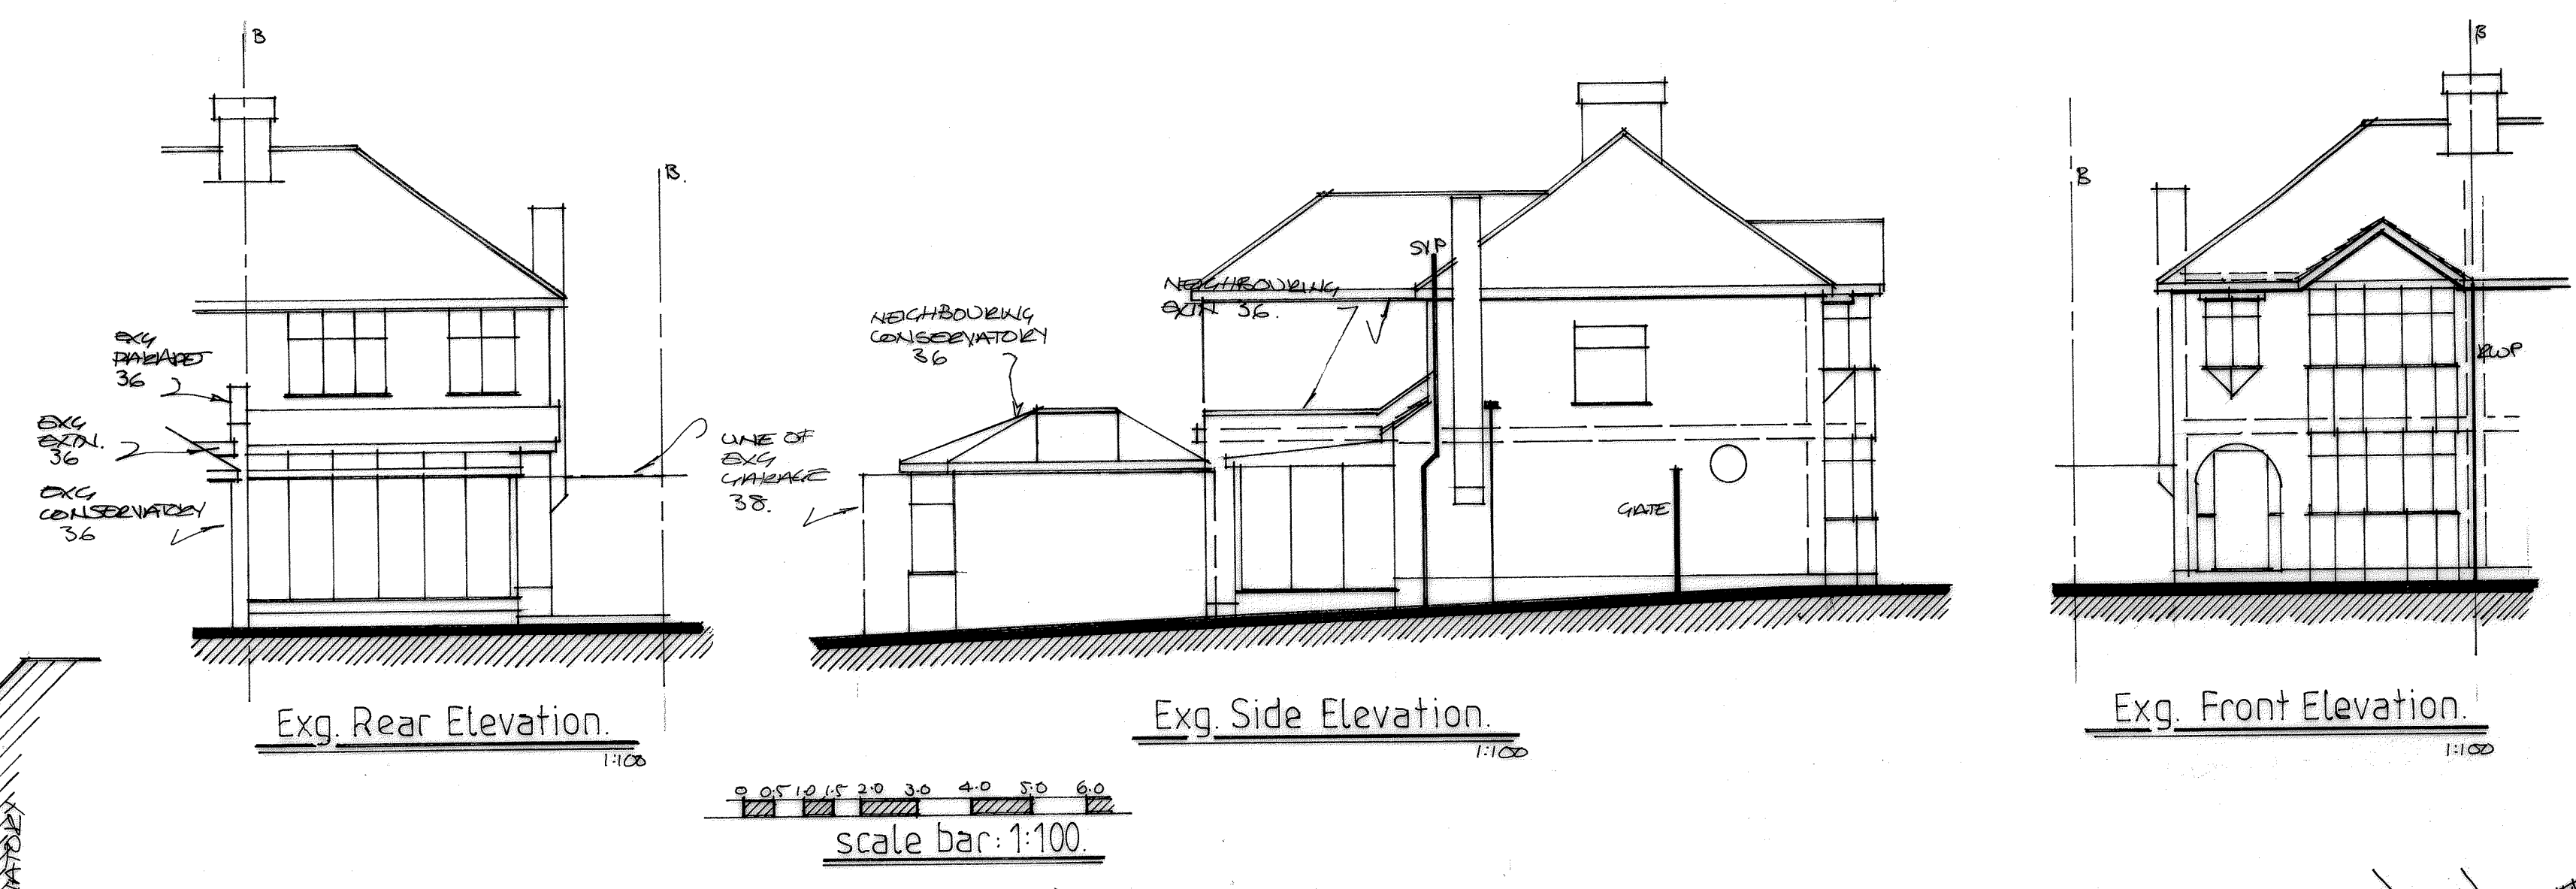 B
EXG
PARAPET
36
EXG
EXTN.
36
EXG
CONSERVATORY
36
B.
LINE OF
EXG
GARAGE
38.
Exg. Rear Elevation.
1:100
NEIGHBOURING
CONSERVATORY
36
NEIGHBOURING
EXTN 36.
SVP
GATE
Exg. Side Elevation.
1:100
B
B
RWP
Exg. Front Elevation.
1:100
0 0.5 1.0 1.5 2.0 3.0 4.0 5.0 6.0
scale bar: 1:100.